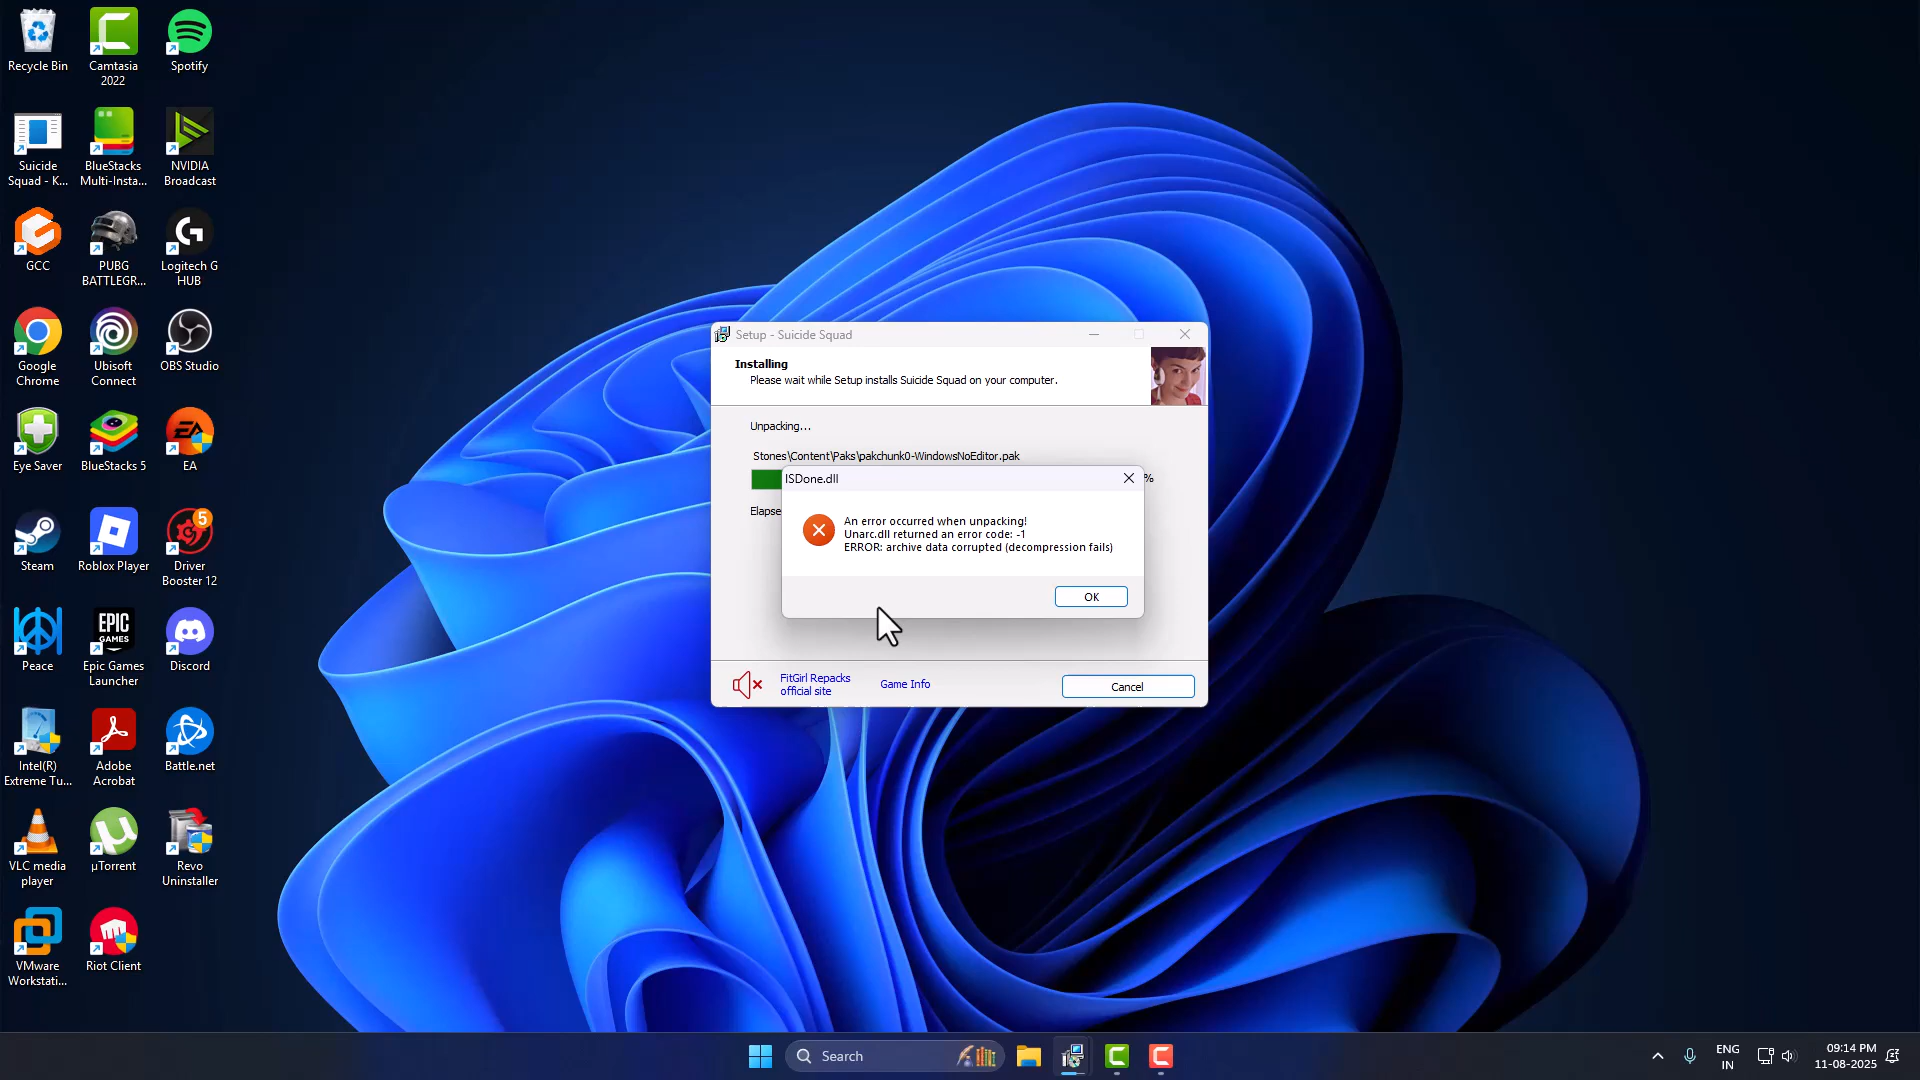 Recycle Bin
Camtasia
2022
Spotify
Suicide
Squad - K...
BlueStacks
Multi-Insta...
NVIDIA
Broadcast
GCC
PUBG
BATTLEGR...
Logitech G
HUB
Google
Chrome
Ubisoft
Connect
OBS Studio
Eye Saver
BlueStacks 5
EA
EA
Steam
Roblox Player
5
Driver
Booster 12
Peace
EPIC
GAMES
Epic Games
Launcher
Discord
Intel(R)
Extreme Tu...
Adobe
Acrobat
Battle.net
VLC media
player
µTorrent
Revo
Uninstaller
VMware
Workstati...
Riot Client
Setup - Suicide Squad
Installing
Please wait while Setup installs Suicide Squad on your computer.
Unpacking...
Stones\Content\Paks\pakchunk0-WindowsNoEditor.pak
%
Elapse
ISDone.dll
An error occurred when unpacking!
Unarc.dll returned an error code: -1
ERROR: archive data corrupted (decompression fails)
OK
FitGirl Repacks
official site
Game Info
Cancel
Search
ENG
IN
09:14 PM
11-08-2025